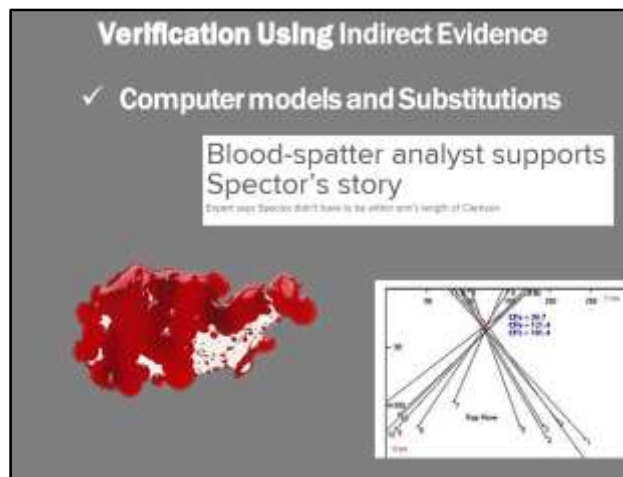 Verification Using Indirect Evidence
✓ Computer models and Substitutions
Blood-spatter analyst supports
Spector's story
Expert says Spector didn't have to be within arm's length of Clarkson
Top View